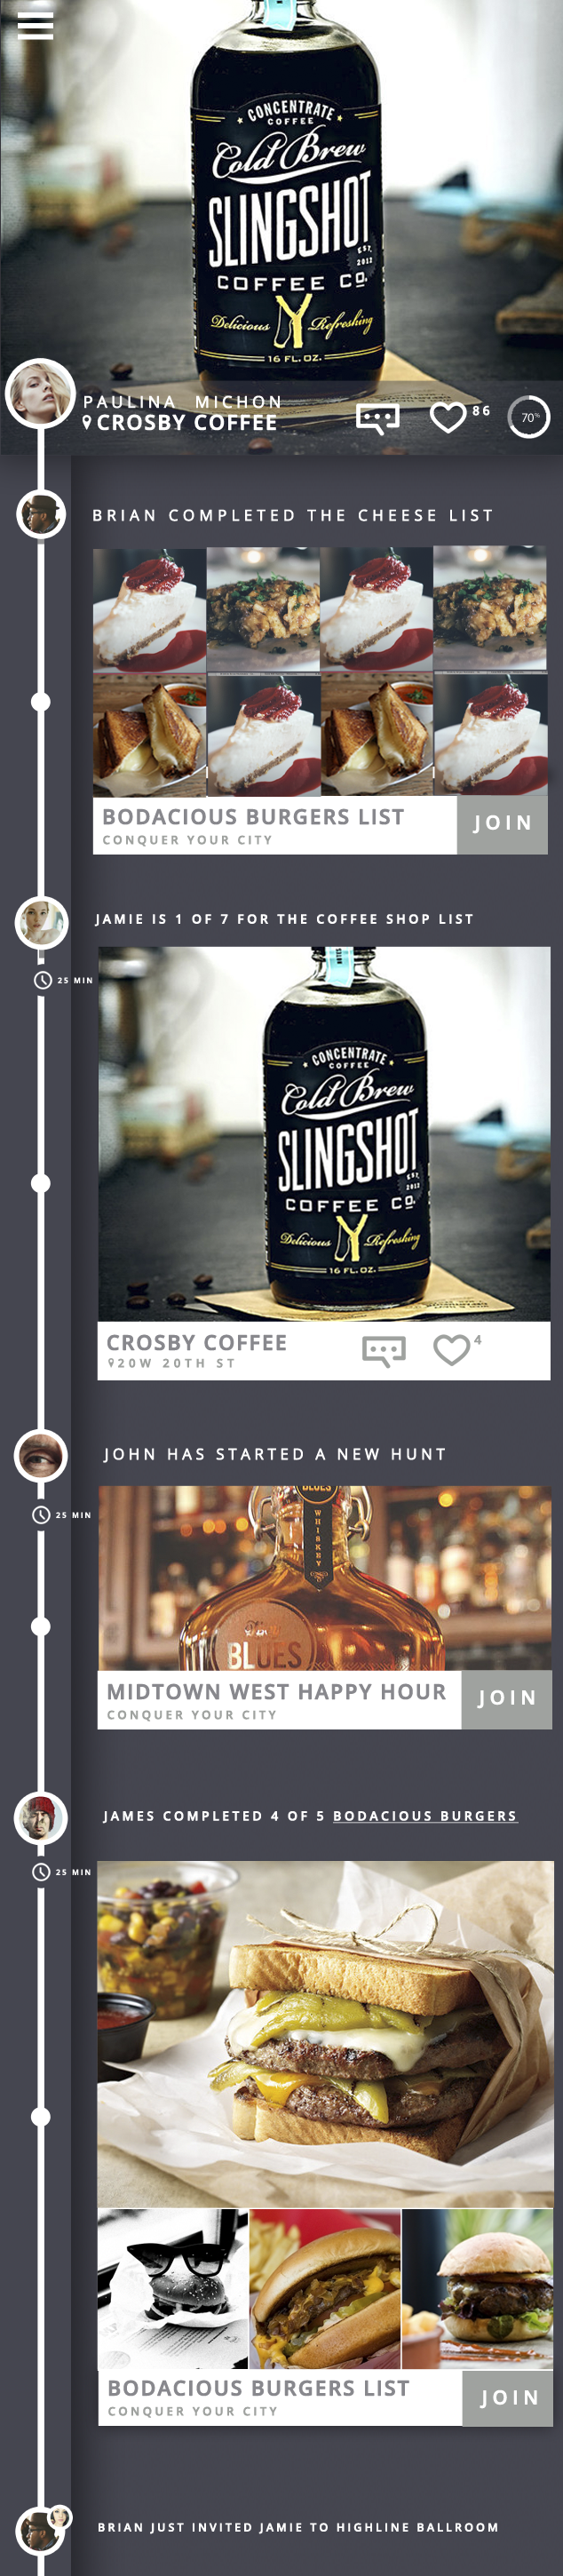 CONCENTRATE
COFFEE
Cold Brew
SLINGSHOT
EST.
2012
COFFEE CO.
Delicious Refreshing
16 FL. OZ.
PAULINA MICHON
CROSBY COFFEE
86
70%
BRIAN COMPLETED THE CHEESE LIST
BODACIOUS BURGERS LIST
CONQUER YOUR CITY
JOIN
JAMIE IS 1 OF 7 FOR THE COFFEE SHOP LIST
25 MIN
CONCENTRATE
COFFEE
Cold Brew
SLINGSHOT
EST.
2012
COFFEE CO.
Delicious Refreshing
16 FL. OZ.
CROSBY COFFEE
20W 20TH ST
4
JOHN HAS STARTED A NEW HUNT
25 MIN
BLUES
WHISKEY
BLUES
MIDTOWN WEST HAPPY HOUR
CONQUER YOUR CITY
JOIN
JAMES COMPLETED 4 OF 5 BODACIOUS BURGERS
25 MIN
BODACIOUS BURGERS LIST
CONQUER YOUR CITY
JOIN
BRIAN JUST INVITED JAMIE TO HIGHLINE BALLROOM